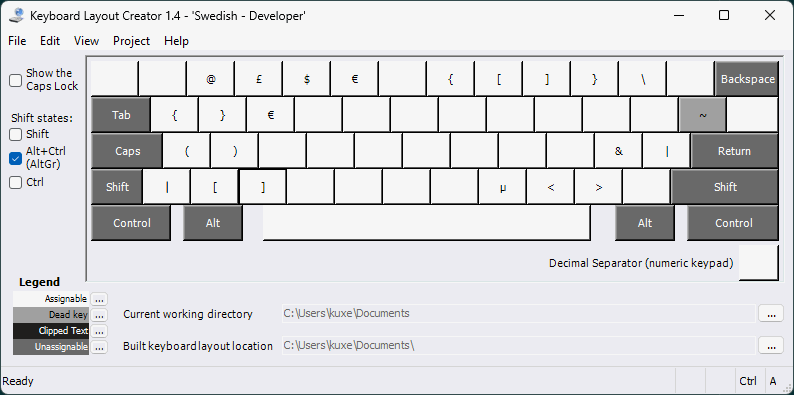 Keyboard Layout Creator 1.4 - 'Swedish - Developer'
File Edit View Project Help
Show the
Caps Lock
Shift states:
Shift
Alt+Ctrl
(AltGr)
Ctrl
@ £ $ € { [ ] } \ Backspace
Tab { } € ~
Caps ( ) & | Return
Shift | [ ] µ < > Shift
Control Alt Alt Control
Decimal Separator (numeric keypad)
Legend
Assignable ...
Dead key ...
Clipped Text ...
Unassignable ...
Current working directory C:\Users\kuxe\Documents ...
Built keyboard layout location C:\Users\kuxe\Documents\ ...
Ready Ctrl A